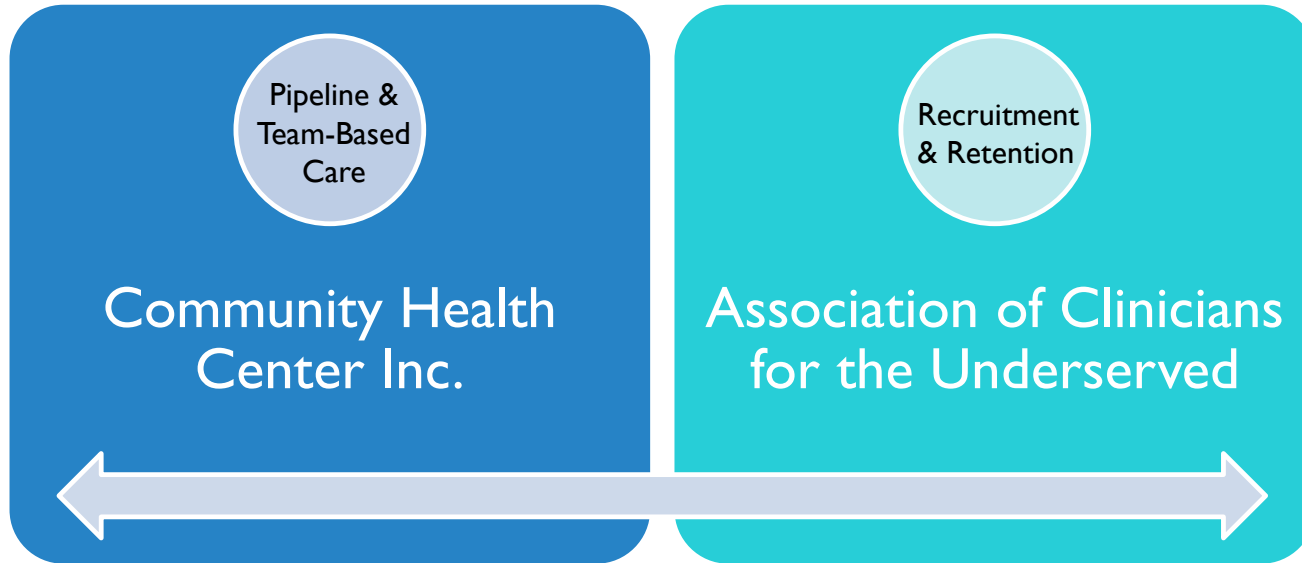 Pipeline &
Team-Based
Care
Community Health
Center Inc.
Recruitment
& Retention
Association of Clinicians
for the Underserved